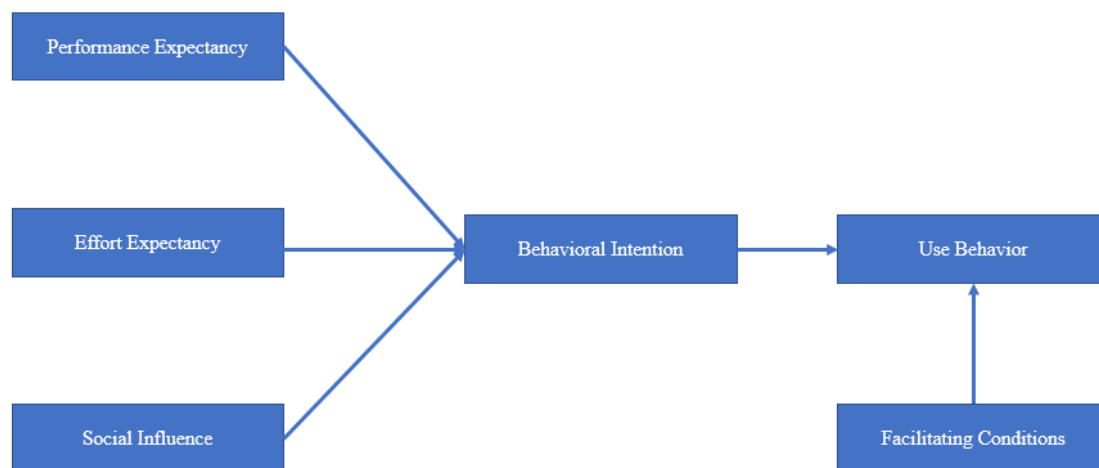 Performance Expectancy
Effort Expectancy
Behavioral Intention
Use Behavior
Social Influence
Facilitating Conditions